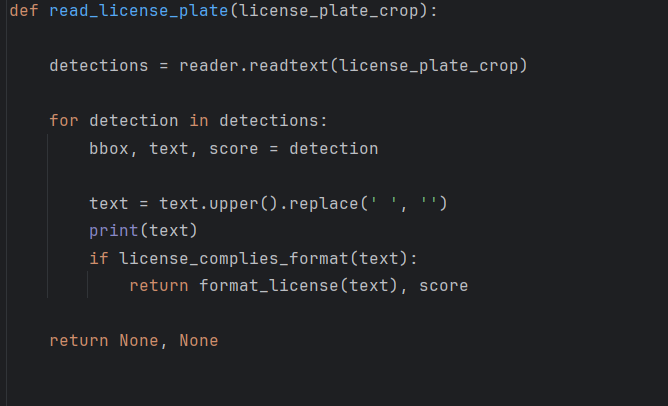 def read_license_plate(license_plate_crop):
detections = reader.readtext(license_plate_crop)
for detection in detections:
bbox, text, score = detection
text = text.upper().replace(' ', '')
print(text)
if license_complies_format(text):
return format_license(text), score
return None, None